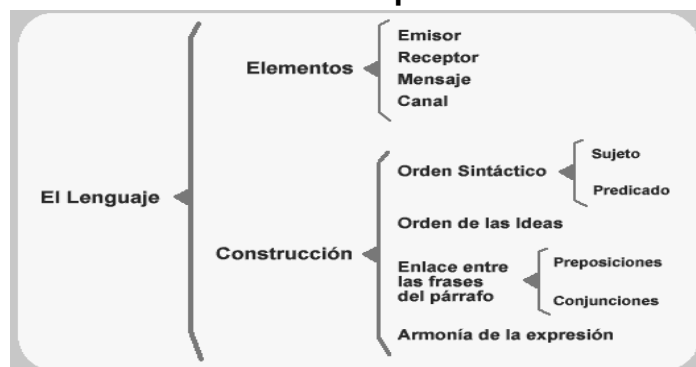 El Lenguaje
Elementos
Emisor
Receptor
Mensaje
Canal
Construcción
Orden Sintáctico
Sujeto
Predicado
Orden de las Ideas
Enlace entre
las frases
del párrafo
Preposiciones
Conjunciones
Armonía de la expresión